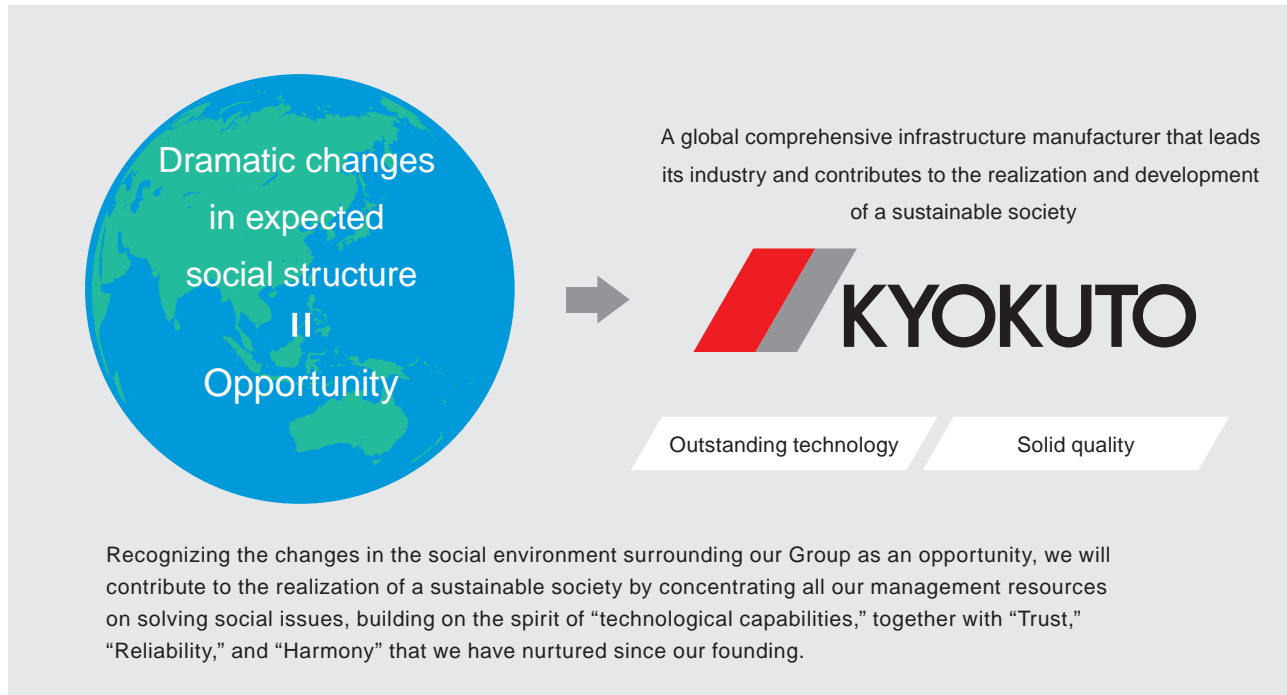 Dramatic changes
in expected
social structure
=
Opportunity
A global comprehensive infrastructure manufacturer that leads
its industry and contributes to the realization and development
of a sustainable society
KYOKUTO
Outstanding technology
Solid quality
Recognizing the changes in the social environment surrounding our Group as an opportunity, we will
contribute to the realization of a sustainable society by concentrating all our management resources
on solving social issues, building on the spirit of “technological capabilities,” together with “Trust,”
“Reliability,” and “Harmony” that we have nurtured since our founding.